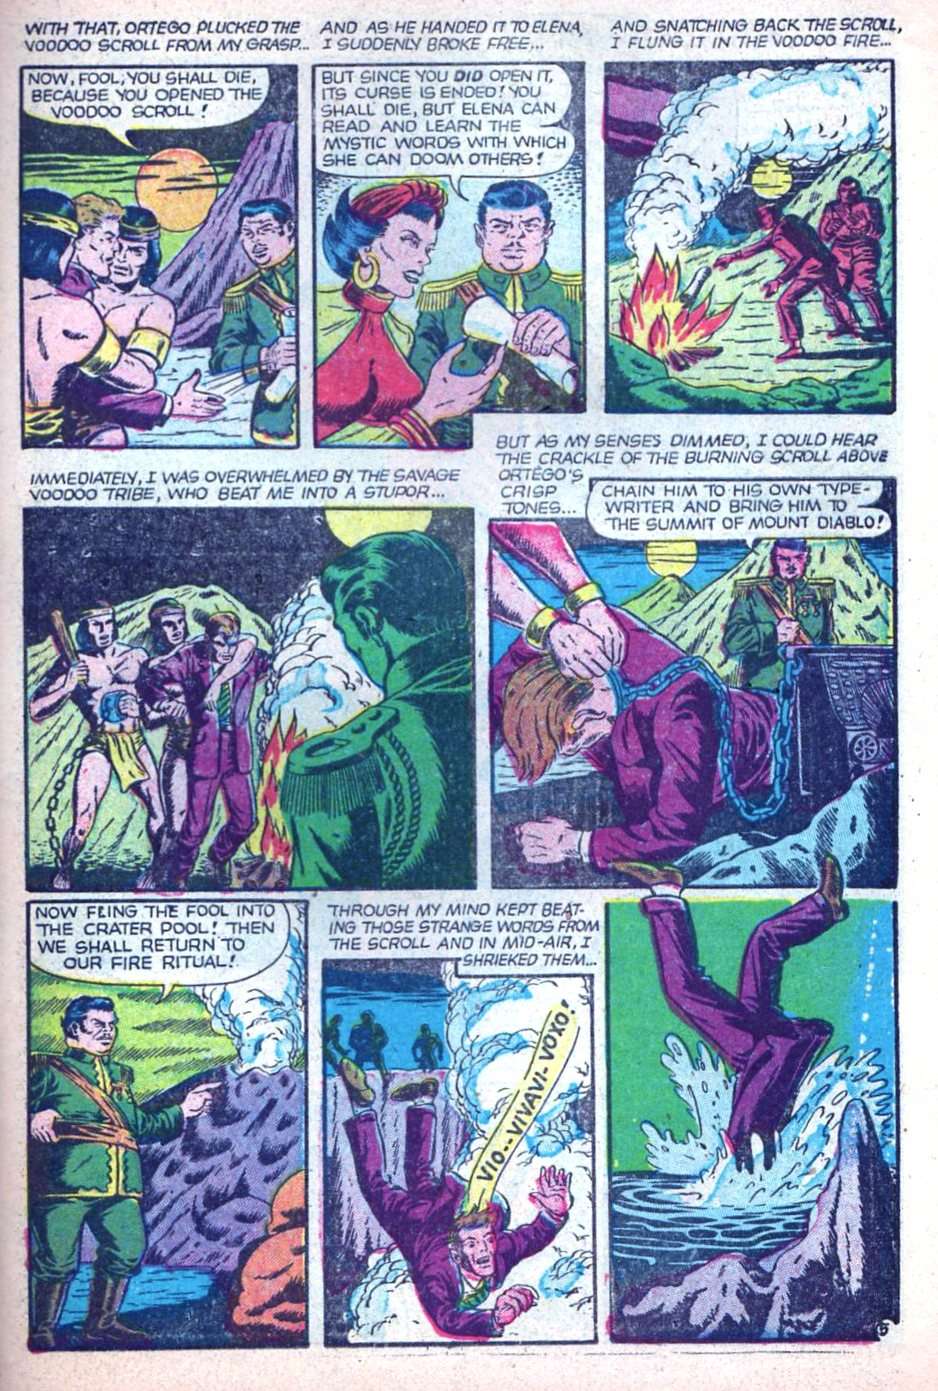 WITH THAT, ORTEGO PLUCKED THE
VOODOO SCROLL FROM MY GRASP...
NOW, FOOL, YOU SHALL DIE,
BECAUSE YOU OPENED THE
VOODOO SCROLL!
AND AS HE HANDED IT TO ELENA,
I SUDDENLY BROKE FREE...
BUT SINCE YOU DID OPEN IT,
ITS CURSE IS ENDED! YOU
SHALL DIE, BUT ELENA CAN
READ AND LEARN THE
MYSTIC WORDS WITH WHICH
SHE CAN DOOM OTHERS!
AND SNATCHING BACK THE SCROLL,
I FLUNG IT IN THE VOODOO FIRE...
IMMEDIATELY, I WAS OVERWHELMED BY THE SAVAGE
VOODOO TRIBE, WHO BEAT ME INTO A STUPOR...
BUT AS MY SENSES DIMMED, I COULD HEAR
THE CRACKLE OF THE BURNING SCROLL ABOVE
ORTEGO'S
CRISP
TONES...
CHAIN HIM TO HIS OWN TYPE-
WRITER AND BRING HIM TO
THE SUMMIT OF MOUNT DIABLO!
NOW FLING THE FOOL INTO
THE CRATER POOL! THEN
WE SHALL RETURN TO
OUR FIRE RITUAL!
THROUGH MY MIND KEPT BEAT-
ING THOSE STRANGE WORDS FROM
THE SCROLL AND IN MID-AIR, I
SHRIEKED THEM...
VIO-- VIVAVI- VOXO!
5